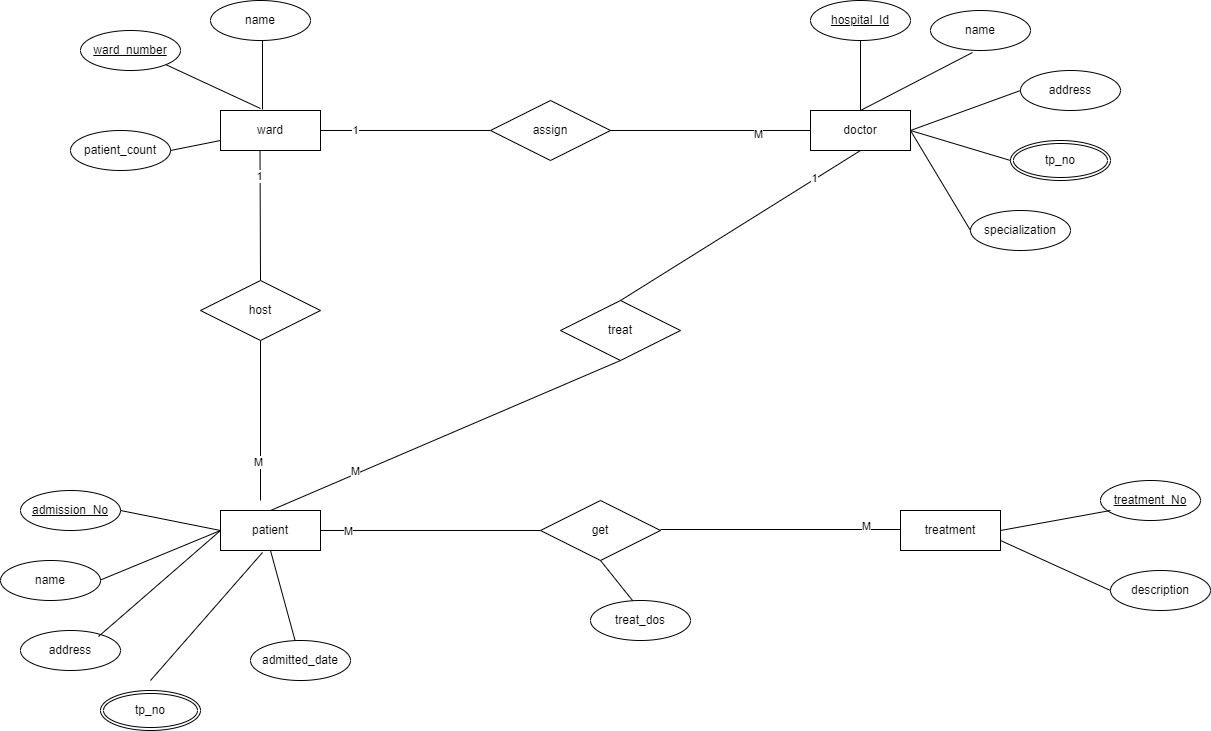 name
hospital_Id
name
ward_number
address
ward
1
assign
M
doctor
patient_count
tp_no
1
1
specialization
host
treat
M
M
admission_No
treatment_No
patient
M
get
M
treatment
name
description
treat_dos
address
admitted_date
tp_no